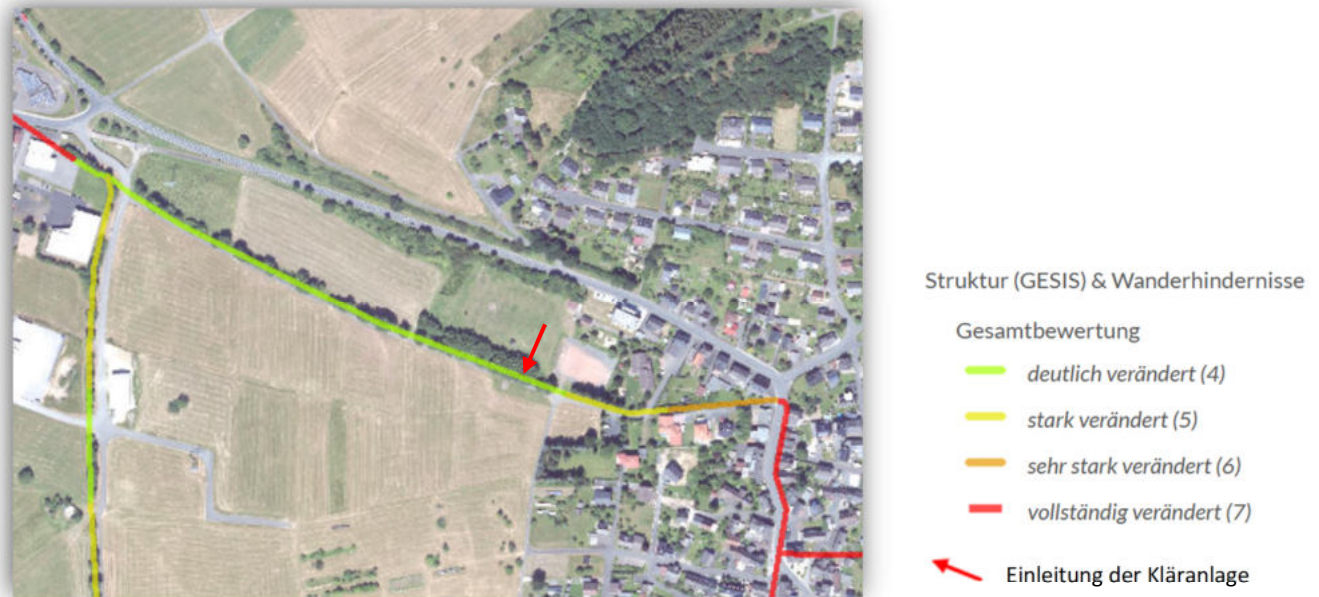 Struktur (GESIS) & Wanderhindernisse
Gesamtbewertung
deutlich verändert (4)
stark verändert (5)
sehr stark verändert (6)
vollständig verändert (7)
Einleitung der Kläranlage